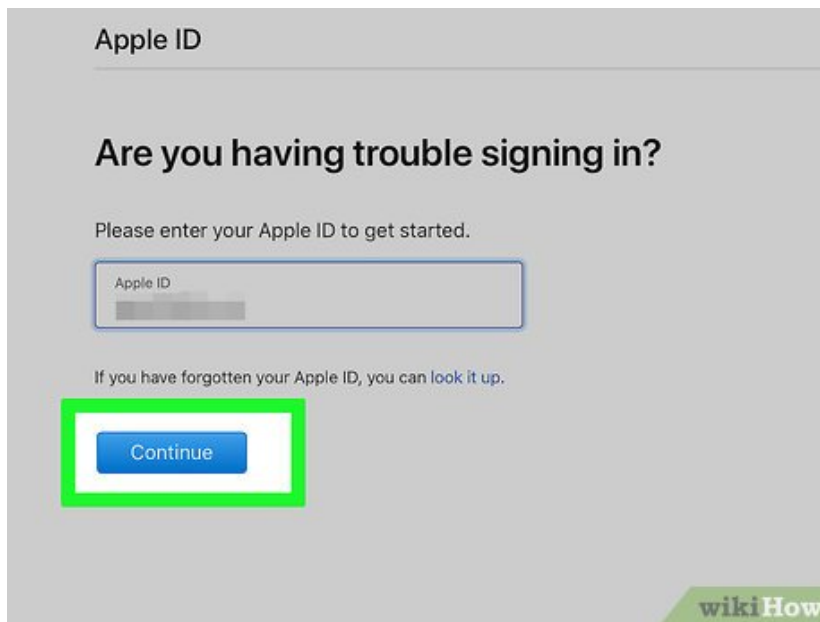 Apple ID
Are you having trouble signing in?
Please enter your Apple ID to get started.
Apple ID
If you have forgotten your Apple ID, you can look it up.
Continue
wikiHow